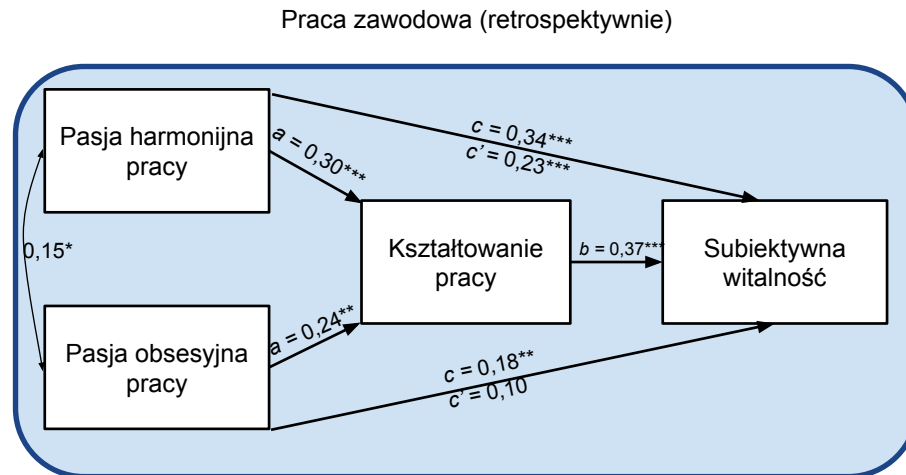 Praca zawodowa (retrospektywnie)
Pasja harmonijna
pracy
a = 0,30***
c = 0,34***
c' = 0,23***
0,15*
Kształtowanie
pracy
b = 0,37***
Subiektywna
witalność
Pasja obsesyjna
pracy
a = 0,24**
c = 0,18**
c' = 0,10